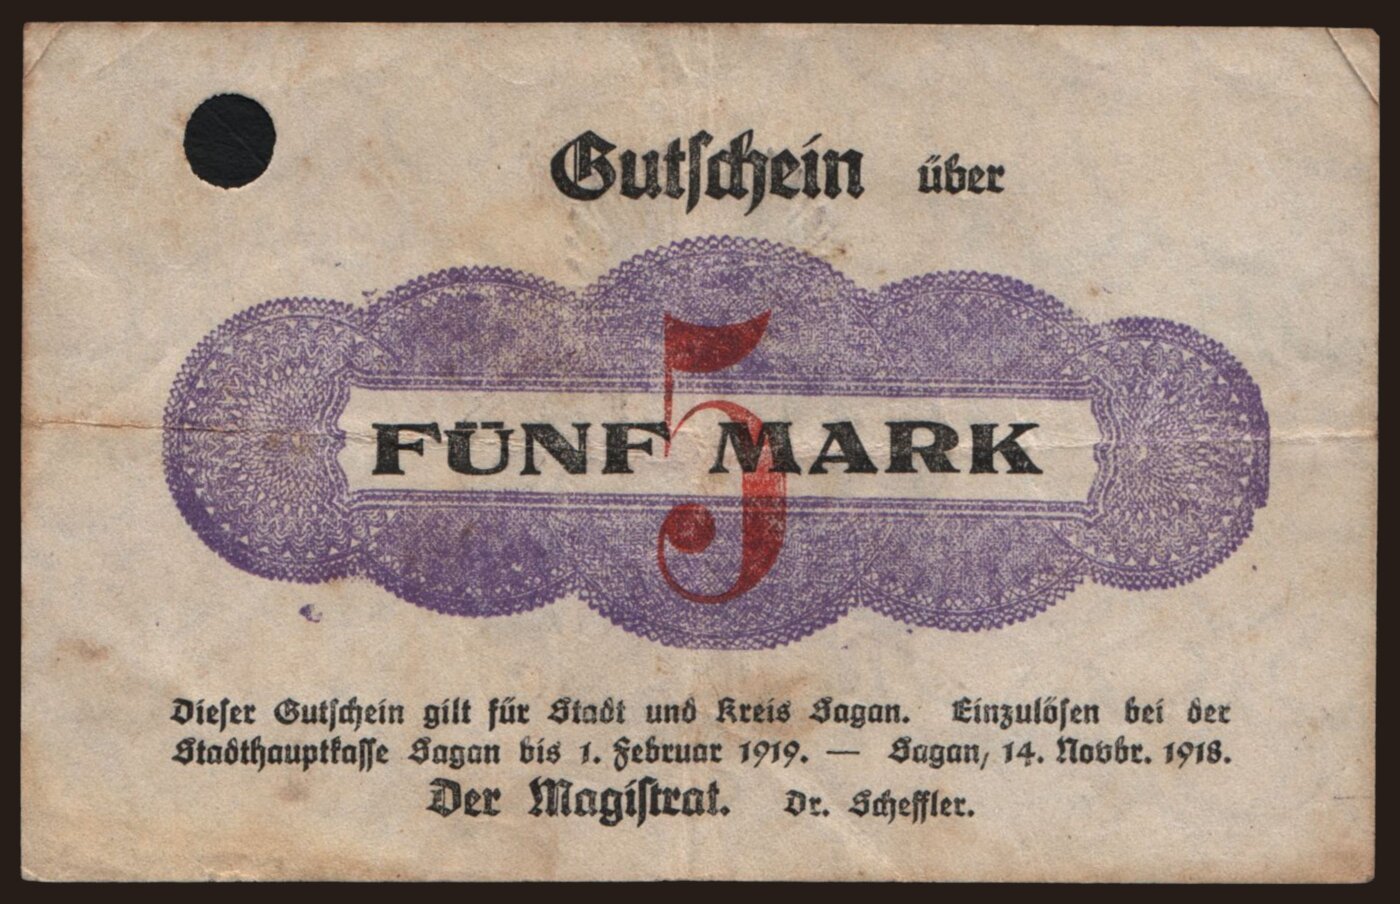 Gutschein über
5
FÜNF MARK
Dieser Gutschein gilt für Stadt und Kreis Sagan. Einzulösen bei der
Stadthauptkasse Sagan bis 1. Februar 1919. — Sagan, 14. Novbr. 1918.
Der Magistrat. Dr. Scheffler.